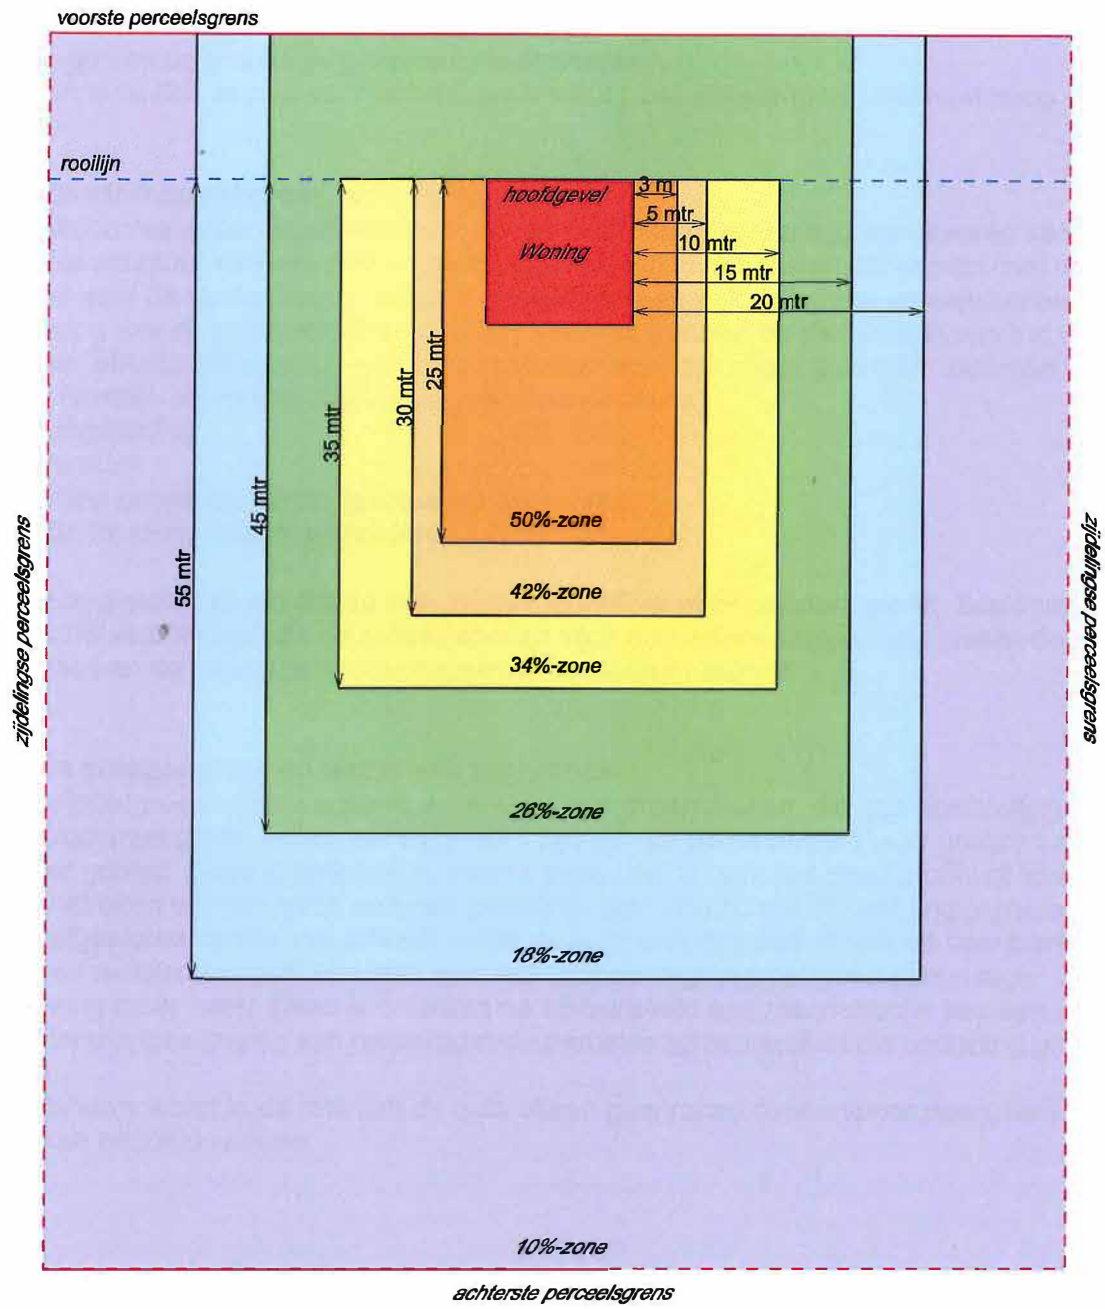 voorste perceelsgrens
rooilijn
hoofdgevel
Woning
3 m
5 mtr
10 mtr
15 mtr
20 mtr
25 mtr
30 mtr
35 mtr
45 mtr
55 mtr
50%-zone
42%-zone
34%-zone
26%-zone
18%-zone
10%-zone
zijdelingse perceelsgrens
zijdelingse perceelsgrens
achterste perceelsgrens